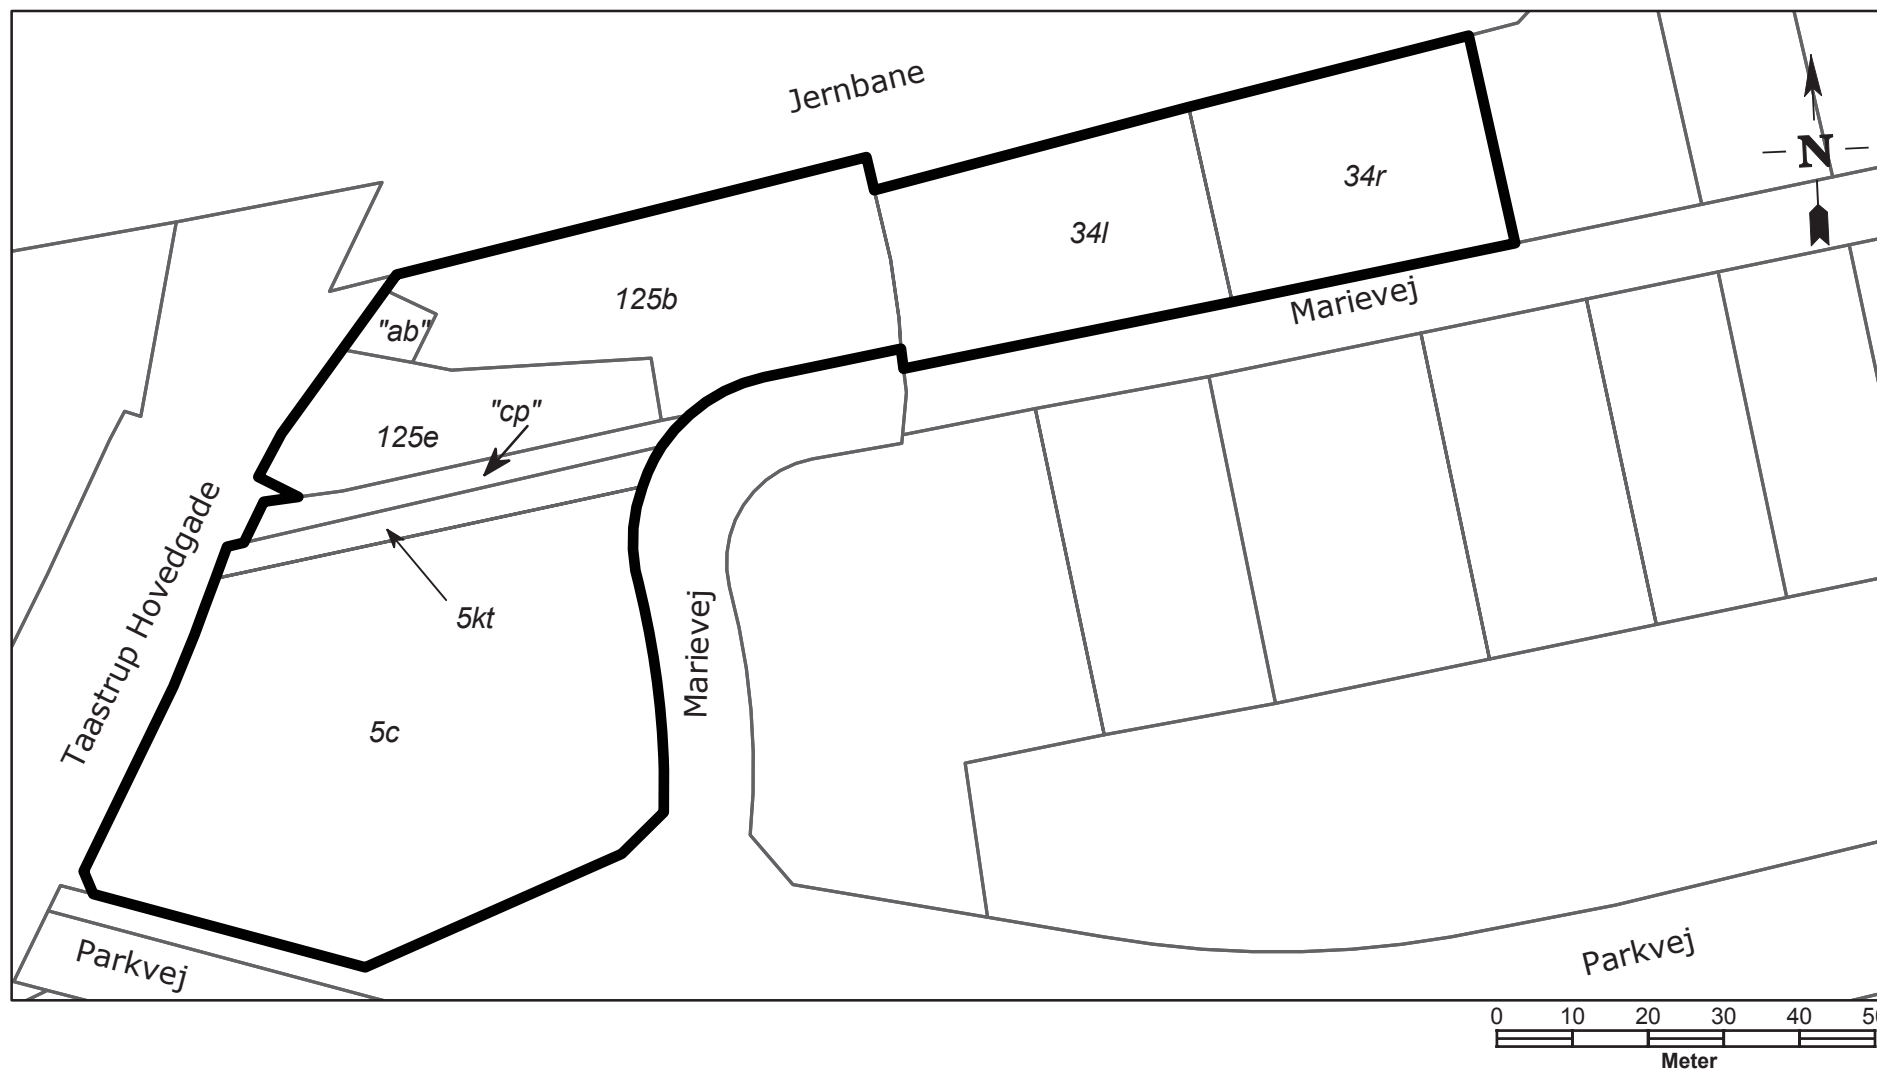 Jernbane
34r
34l
125b
"ab"
Marievej
"cp"
125e
Taastrup Hovedgade
5kt
Marievej
5c
Parkvej
Parkvej
N
0 10 20 30 40
Meter